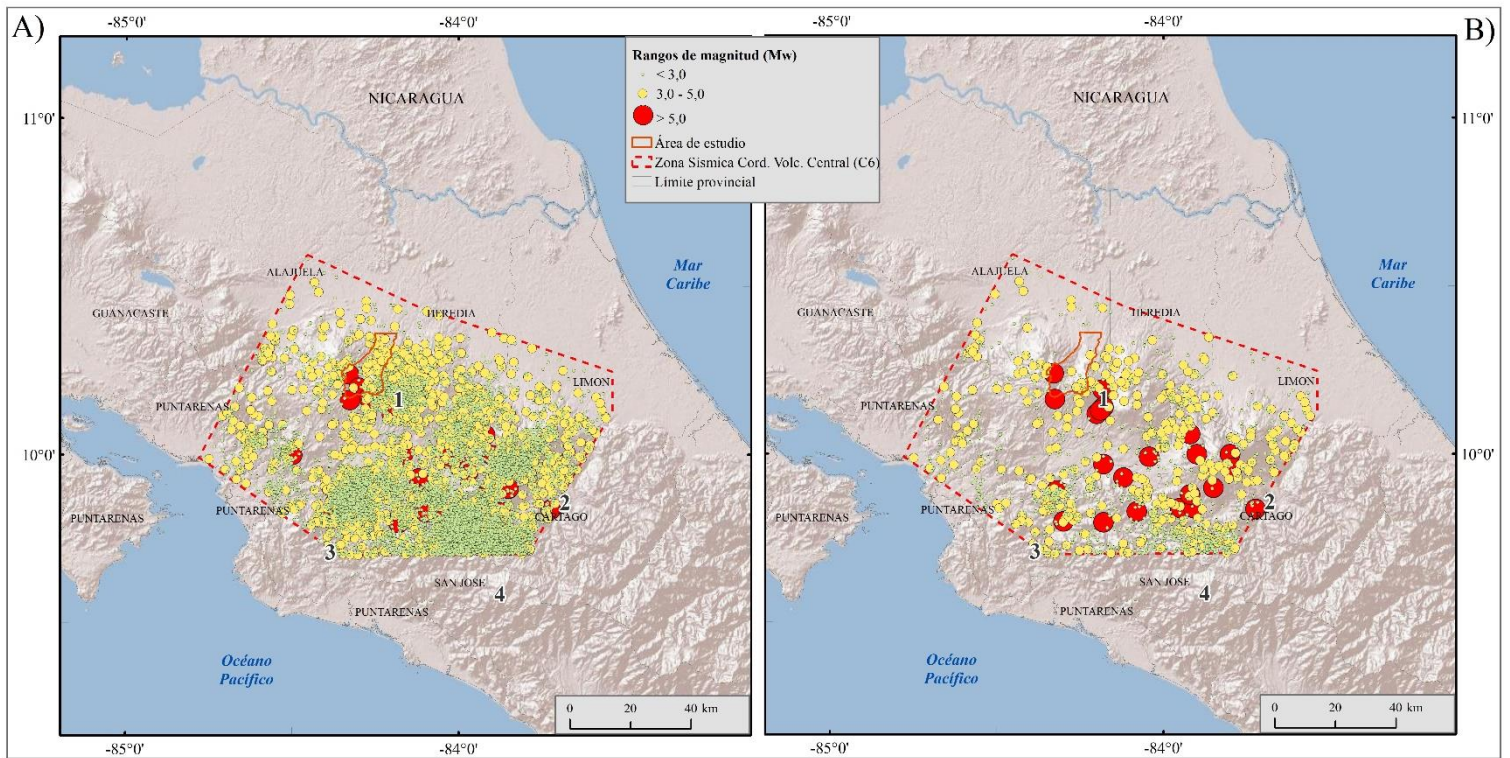 A)
B)
-85°0'
-84°0'
-85°0'
-84°0'
Rangos de magnitud (Mw)
< 3,0
3,0 - 5,0
> 5,0
Área de estudio
Zona Sísmica Cord. Volc. Central (C6)
Límite provincial
11°0'
10°0'
NICARAGUA
Mar
Caribe
ALAJUELA
HEREDIA
GUANACASTE
LIMON
PUNTARENAS
1
2
CARTAGO
PUNTARENAS
PUNTARENAS
3
SAN JOSE
4
PUNTARENAS
Océano
Pacífico
0 20 40 km
-85°0'
-84°0'
NICARAGUA
11°0'
10°0'
Mar
Caribe
ALAJUELA
HEREDIA
GUANACASTE
LIMON
PUNTARENAS
1
2
CARTAGO
PUNTARENAS
PUNTARENAS
3
SAN JOSE
4
PUNTARENAS
Océano
Pacífico
0 20 40 km
-85°0'
-84°0'